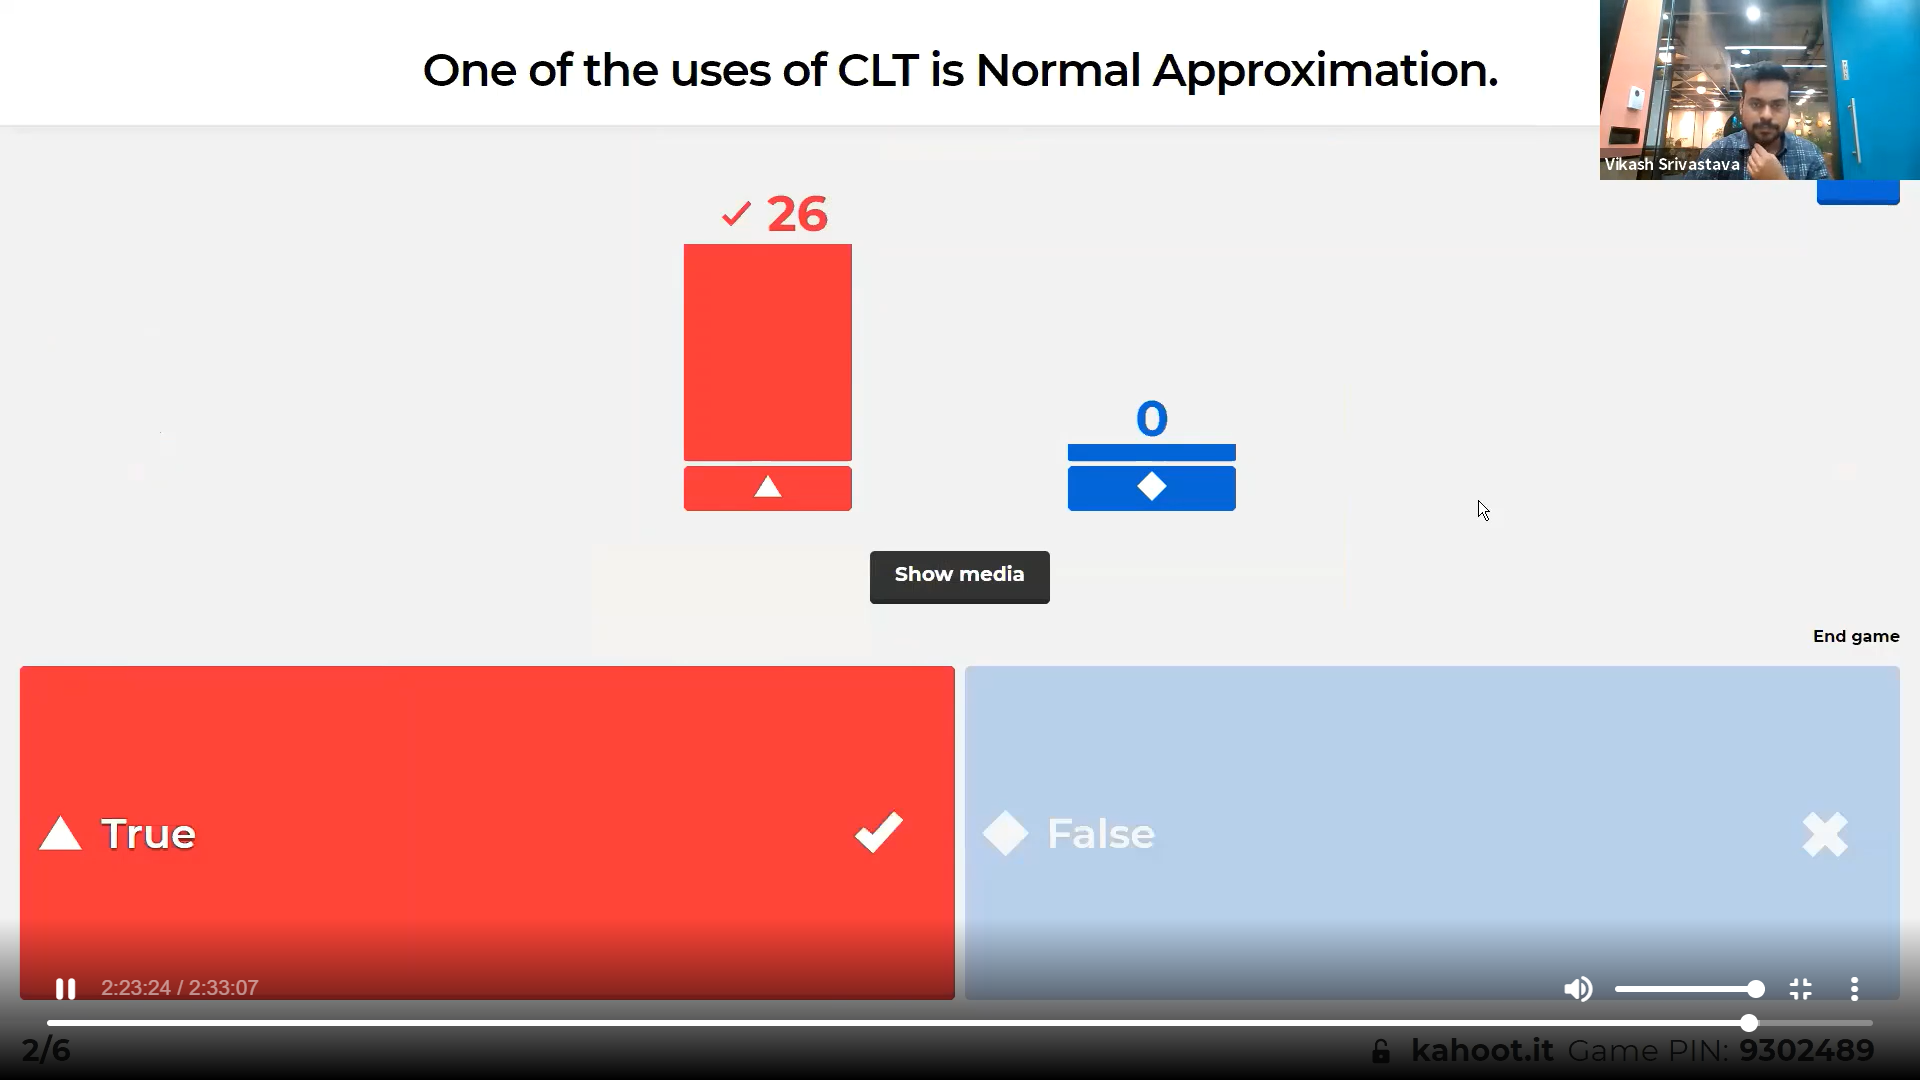 One of the uses of CLT is Normal Approximation.
Vikash Srivastava
26
0
Show media
End game
True
False
2:23:24 / 2:33:07
2/6
kahoot.it Game PIN: 9302489